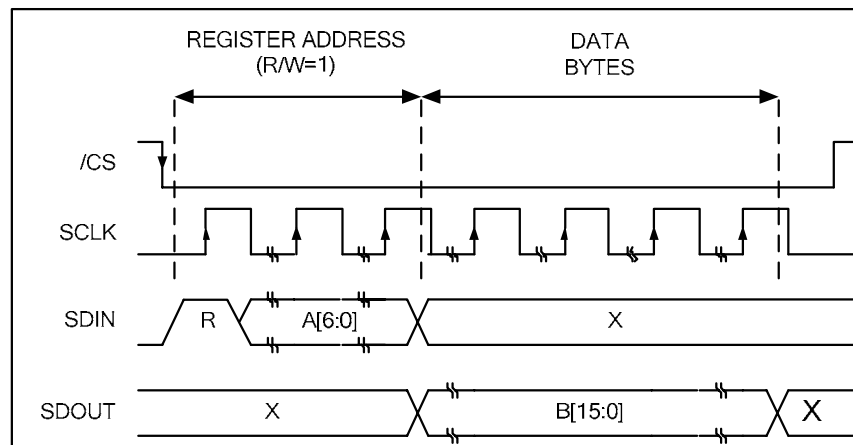 REGISTER ADDRESS
(R/W=1)
DATA
BYTES
/CS
SCLK
SDIN
R
A[6:0]
X
SDOUT
X
B[15:0]
X